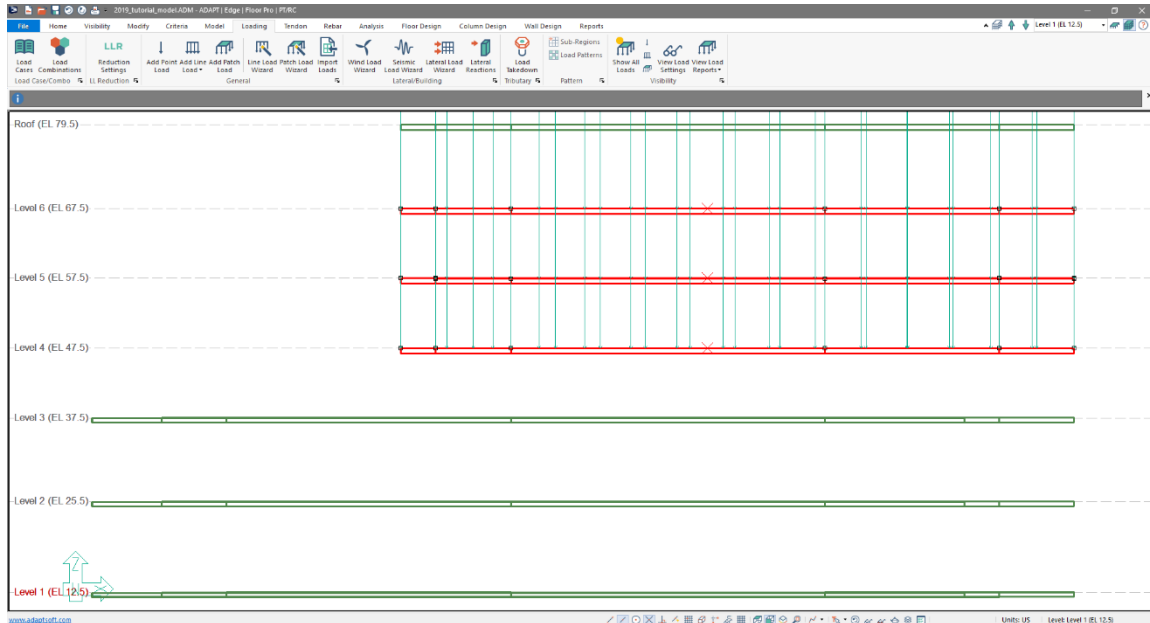 2019_tutorial_model.ADM - ADAPT | Edge | Floor Pro | PT/RC
File Home Visibility Modify Criteria Model Loading Tendon Rebar Analysis Floor Design Column Design Wall Design Reports Level 1 (EL 12.5)
LLR Sub-Regions
Load Patterns
Load Load Reduction Add Point Add Line Add Patch Line Load Patch Load Import Wind Load Seismic Lateral Load Lateral Load Show All View Load View Load
Cases Combinations Settings Load Load Load Wizard Wizard Loads Wizard Load Wizard Wizard Reactions Takedown Loads Settings Reports
Load Case/Combo LL Reduction General Lateral/Building Tributary Pattern Visibility
Roof (EL 79.5)
Level 6 (EL 67.5)
Level 5 (EL 57.5)
Level 4 (EL 47.5)
Level 3 (EL 37.5)
Level 2 (EL 25.5)
Z
Level 1 (EL 12.5) X
www.adaptsoft.com Units: US Level: Level 1 (EL 12.5)